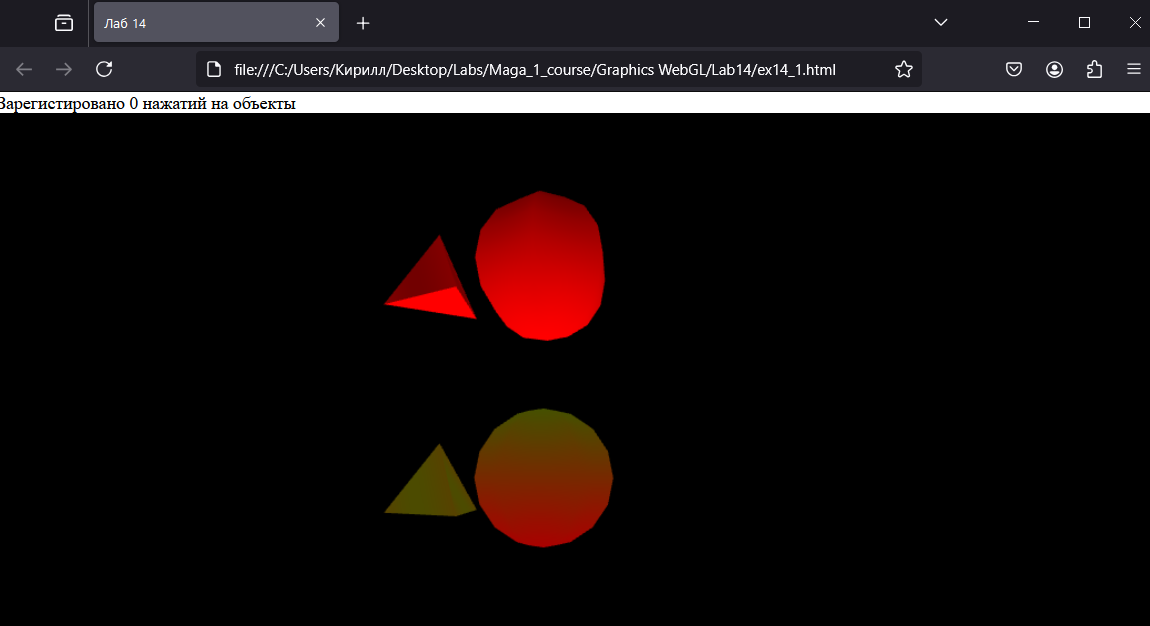 Лаб 14
file:///C:/Users/Кирилл/Desktop/Labs/Maga_1_course/Graphics WebGL/Lab14/ex14_1.html
Зарегистировано 0 нажатий на объекты